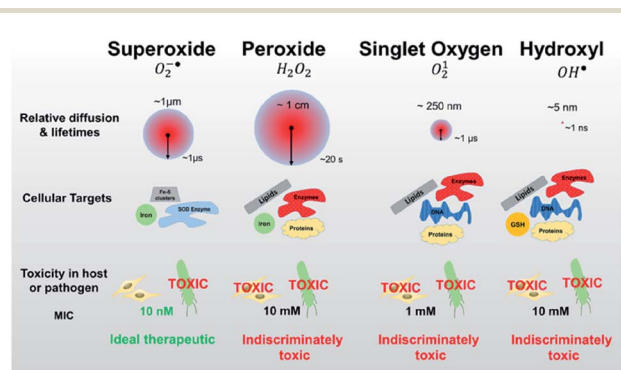 Superoxide Peroxide Singlet Oxygen Hydroxyl
O₂⁻• H₂O₂ O₂¹ OH•
Relative diffusion & lifetimes
~1μm ~ 1 cm ~ 250 nm ~5 nm
~1μs ~20 s ~1 μs ~1 ns
Cellular Targets
Fe-S clusters
Iron
SOD Enzyme
Lipids
Enzymes
Iron
Proteins
Lipids
Enzymes
DNA
Proteins
Lipids
Enzymes
DNA
GSH
Proteins
Toxicity in host or pathogen
TOXIC TOXIC TOXIC TOXIC TOXIC TOXIC TOXIC
MIC 10 nM 10 mM 1 mM 10 mM
Ideal therapeutic
Indiscriminately toxic
Indiscriminately toxic
Indiscriminately toxic